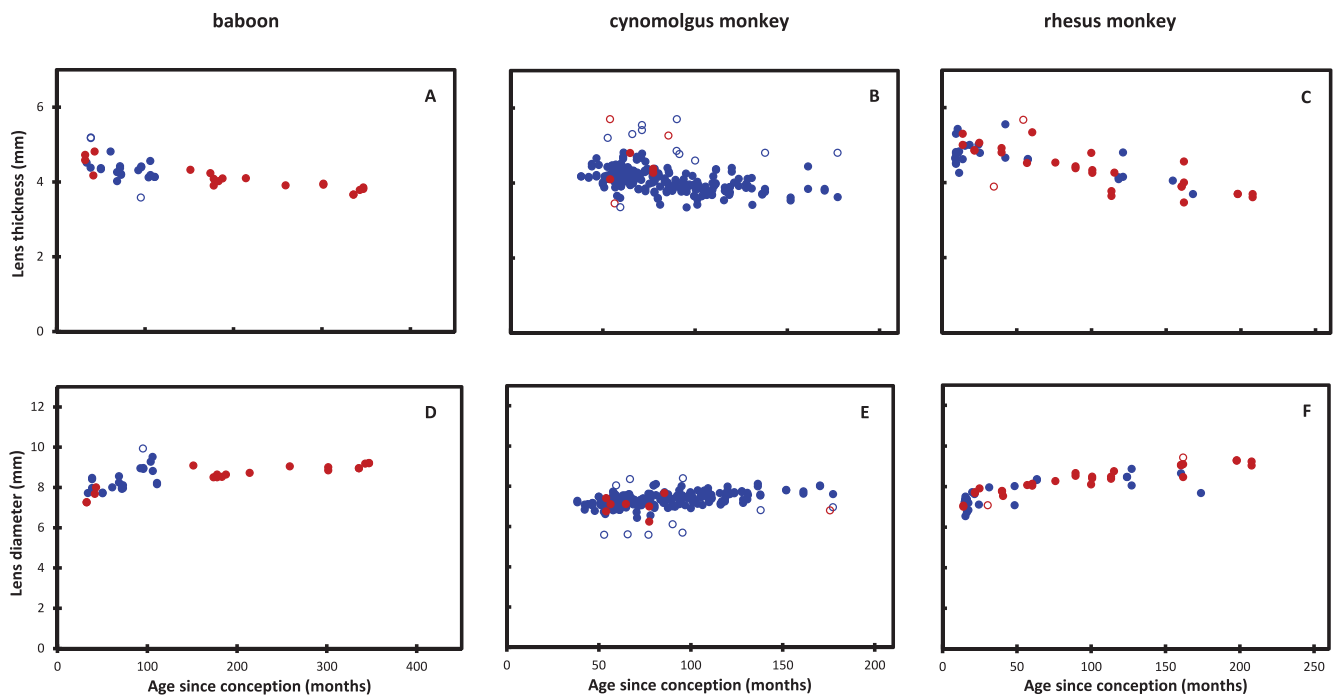 baboon
cynomolgus monkey
rhesus monkey
A
B
C
6
4
2
0
Lens thickness (mm)
D
E
F
12
10
8
6
4
2
0
Lens diameter (mm)
0 100 200 300 400
0 50 100 150 200
0 50 100 150 200 250
Age since conception (months)
Age since conception (months)
Age since conception (months)